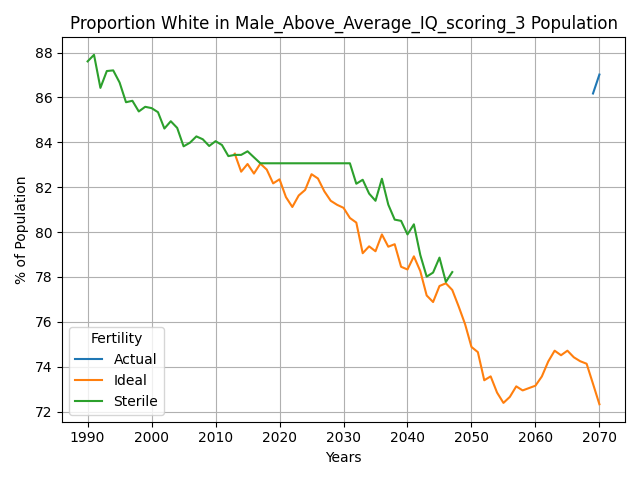 Proportion White in Male_Above_Average_IQ_scoring_3 Population
% of Population
88
86
84
82
80
78
76
74
72
Fertility
Actual
Ideal
Sterile
1990 2000 2010 2020 2030 2040 2050 2060 2070
Years